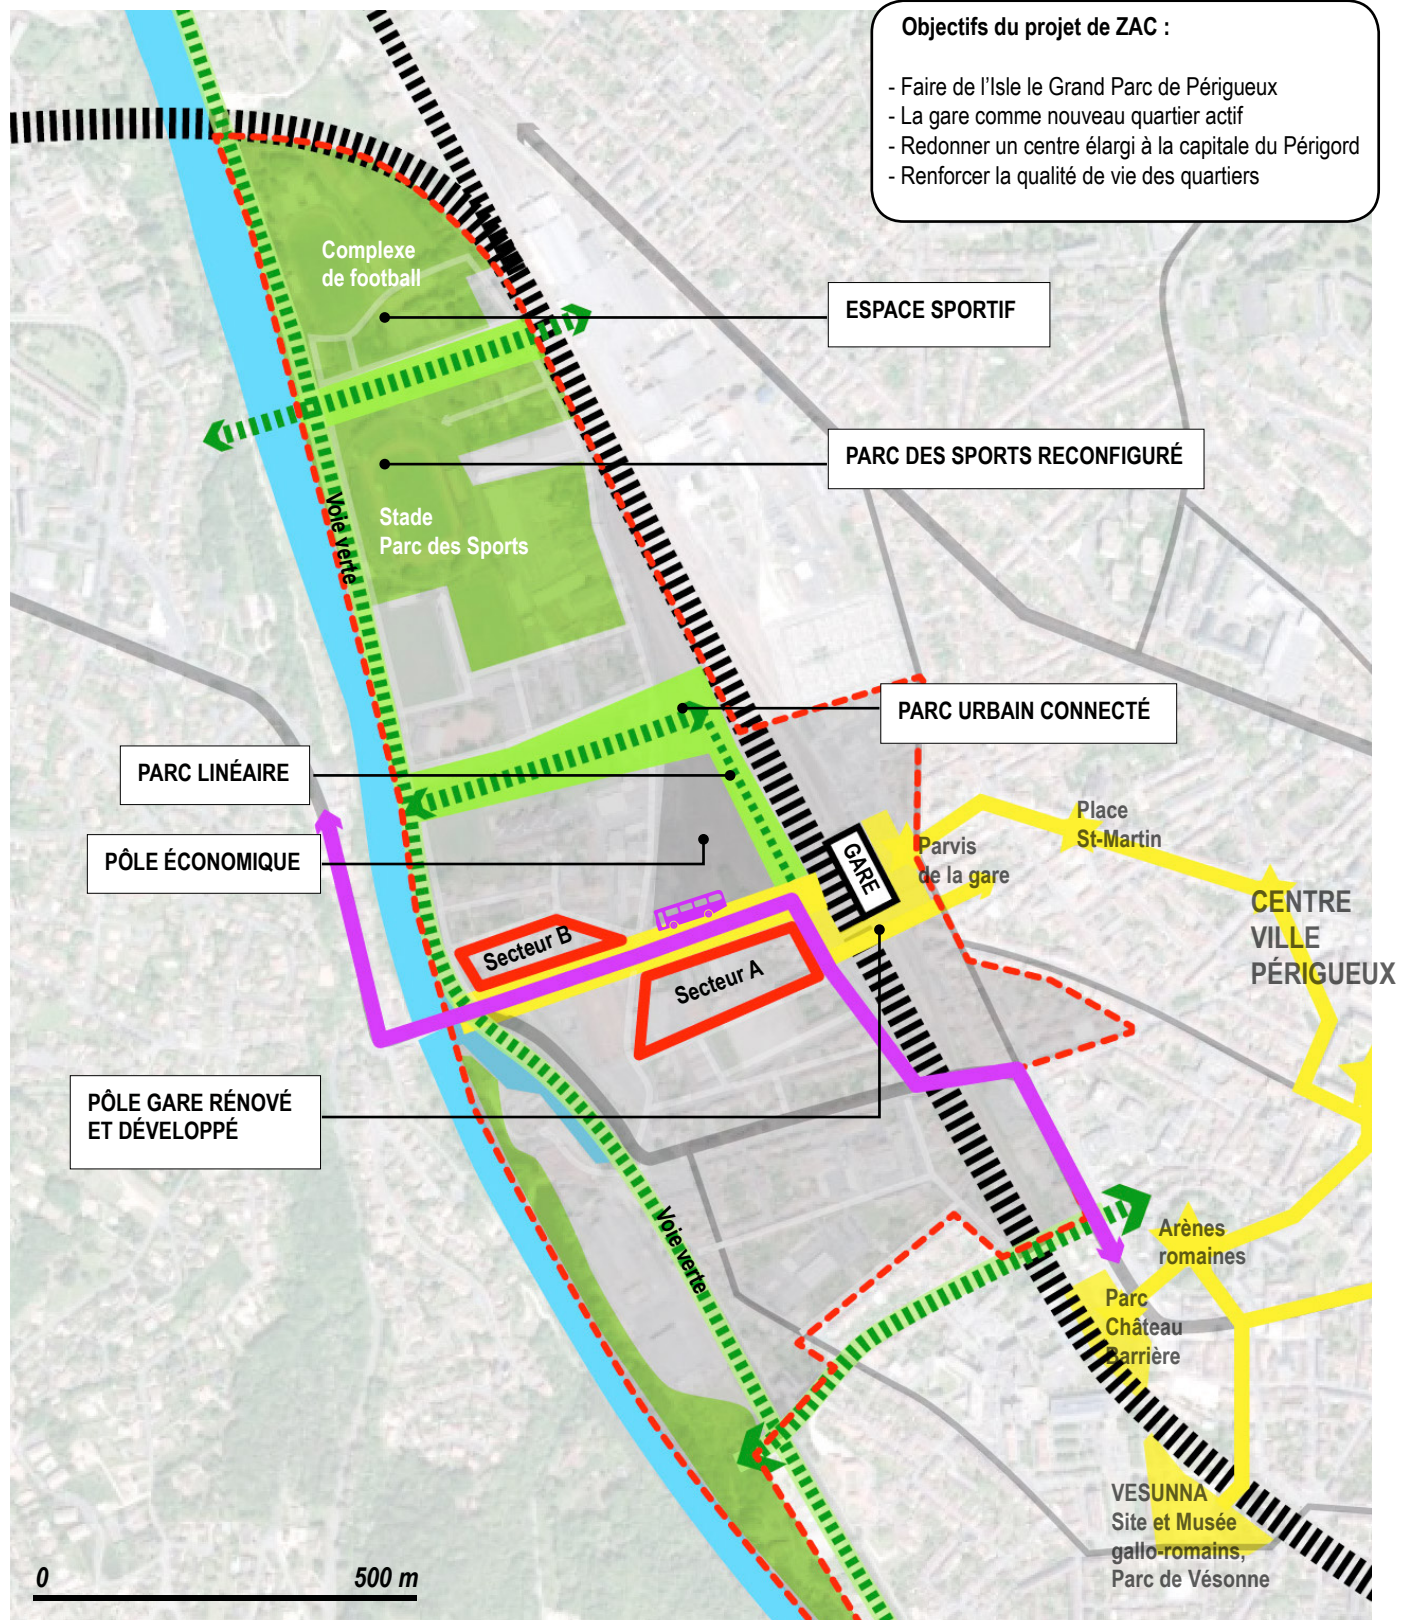 Objectifs du projet de ZAC :
- Faire de l'Isle le Grand Parc de Périgueux
- La gare comme nouveau quartier actif
- Redonner un centre élargi à la capitale du Périgord
- Renforcer la qualité de vie des quartiers
Complexe
de football
ESPACE SPORTIF
PARC DES SPORTS RECONFIGURÉ
Voie verte
Stade
Parc des Sports
PARC URBAIN CONNECTÉ
PARC LINÉAIRE
PÔLE ÉCONOMIQUE
Place
St-Martin
GARE
Parvis
de la gare
CENTRE
VILLE
PÉRIGUEUX
Secteur B
Secteur A
PÔLE GARE RÉNOVÉ
ET DÉVELOPPÉ
Voie verte
Arènes
romaines
Parc
Château
Barrière
VESUNNA
Site et Musée
gallo-romains,
Parc de Vésonne
0 500 m